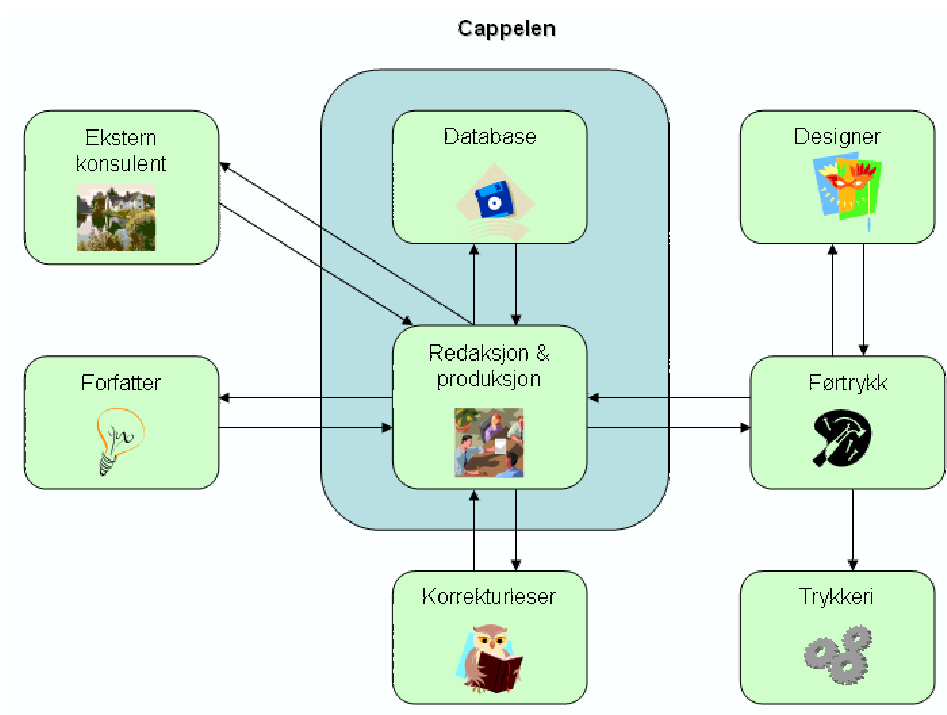 Cappelen
Ekstern
konsulent
Database
Designer
Forfatter
Redaksjon &
produksjon
Førtrykk
Korrekturleser
Trykkeri